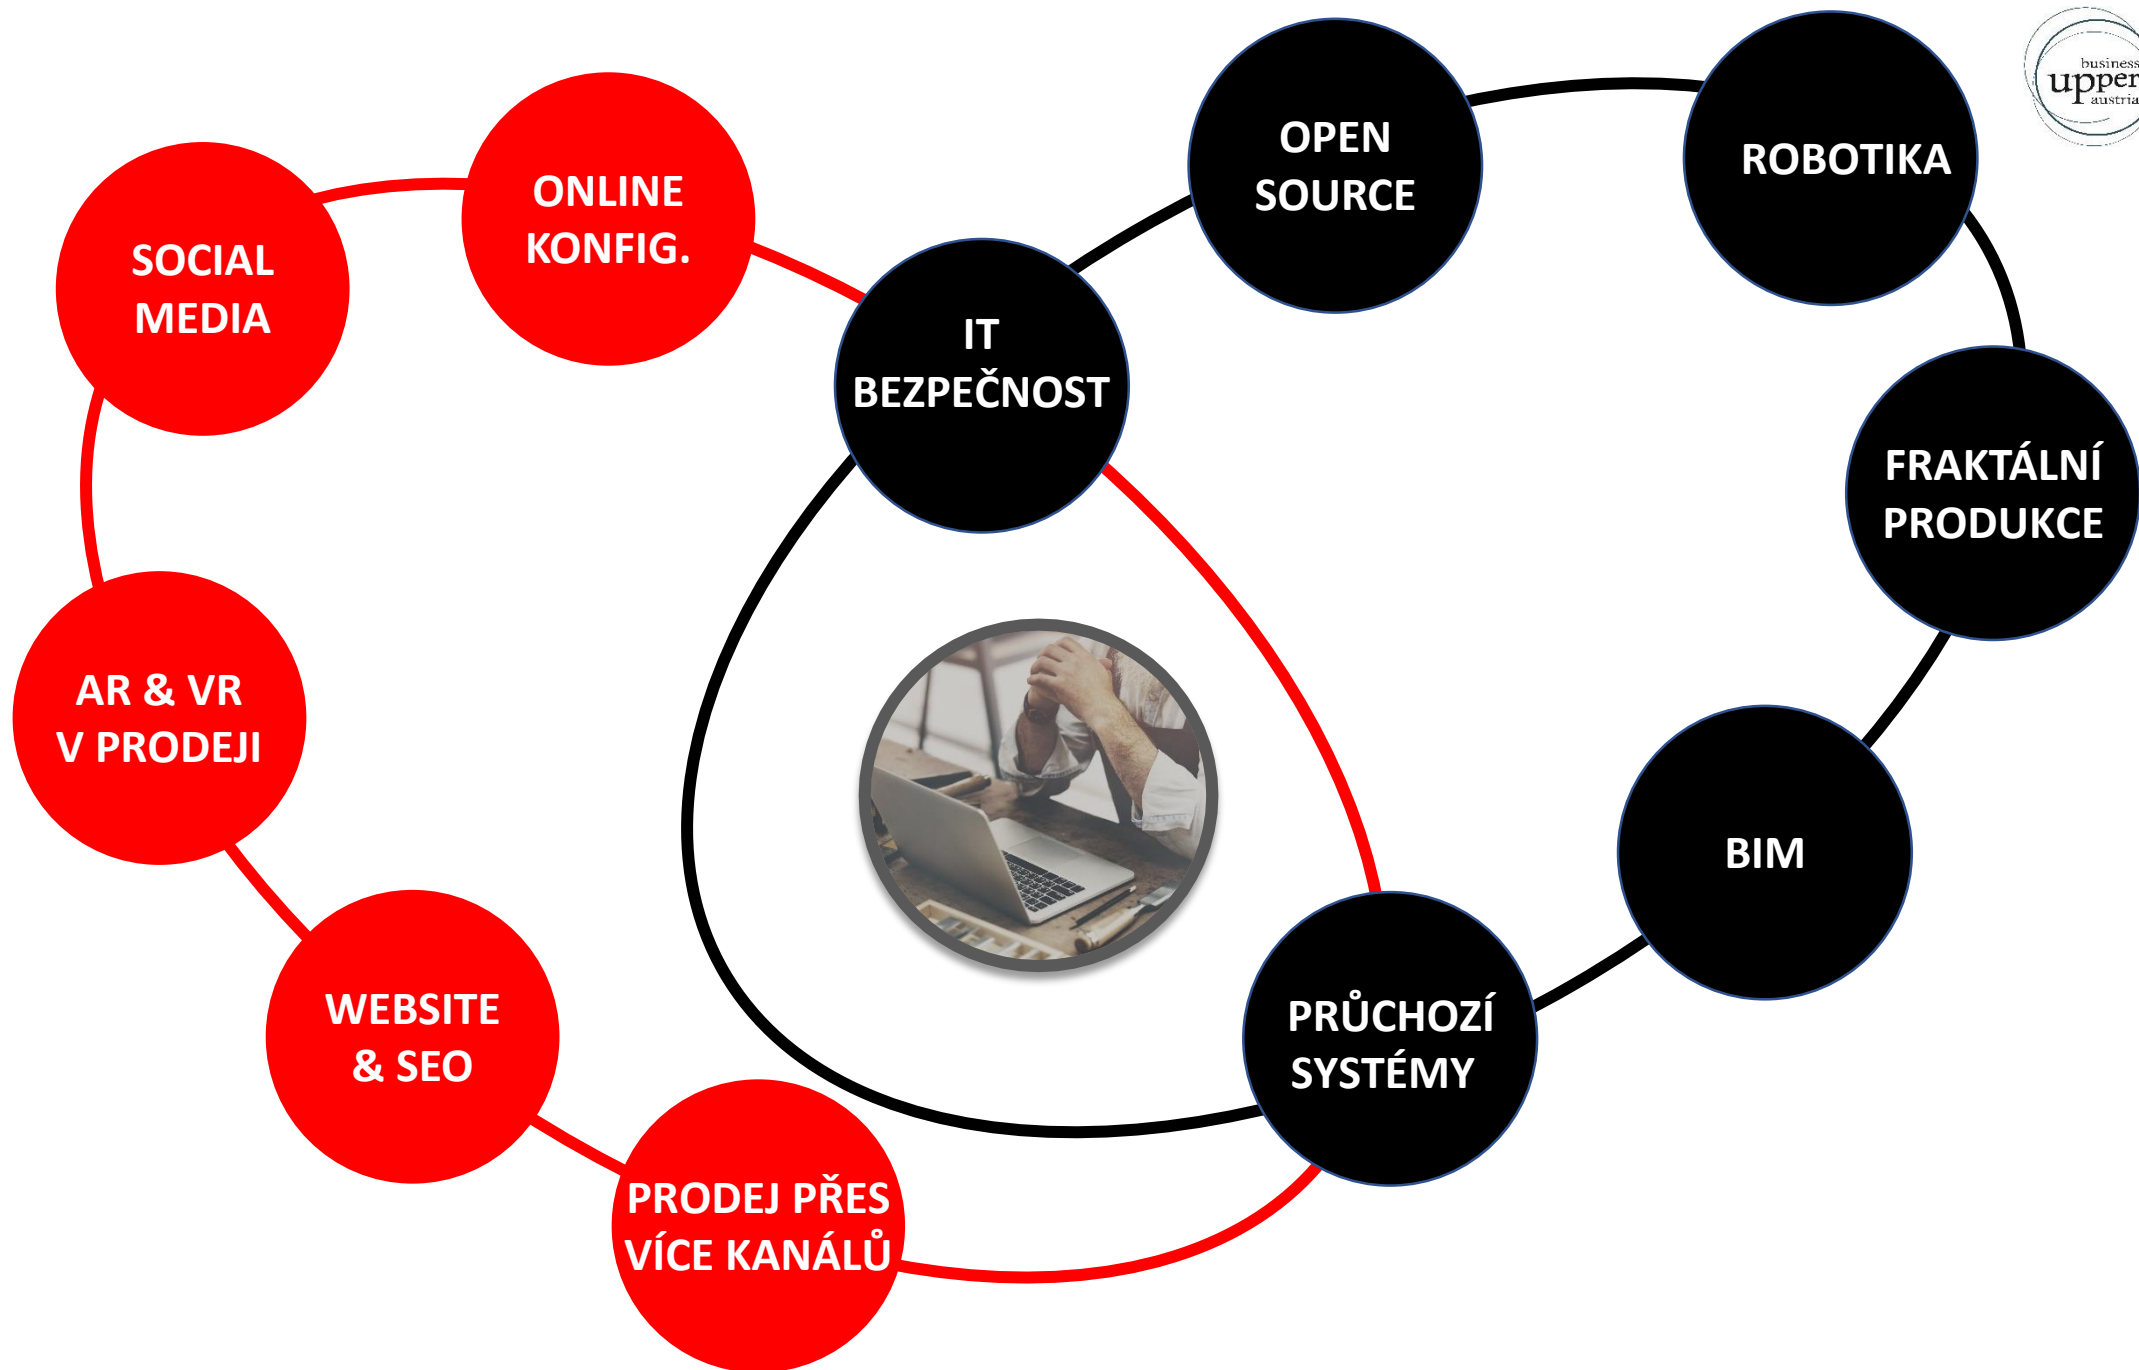 business
upper
austria
OPEN
SOURCE
ROBOTIKA
ONLINE
KONFIG.
SOCIAL
MEDIA
IT
BEZPEČNOST
FRAKTÁLNÍ
PRODUKCE
AR & VR
V PRODEJI
BIM
WEBSITE
& SEO
PRŮCHOZÍ
SYSTÉMY
PRODEJ PŘES
VÍCE KANÁLŮ